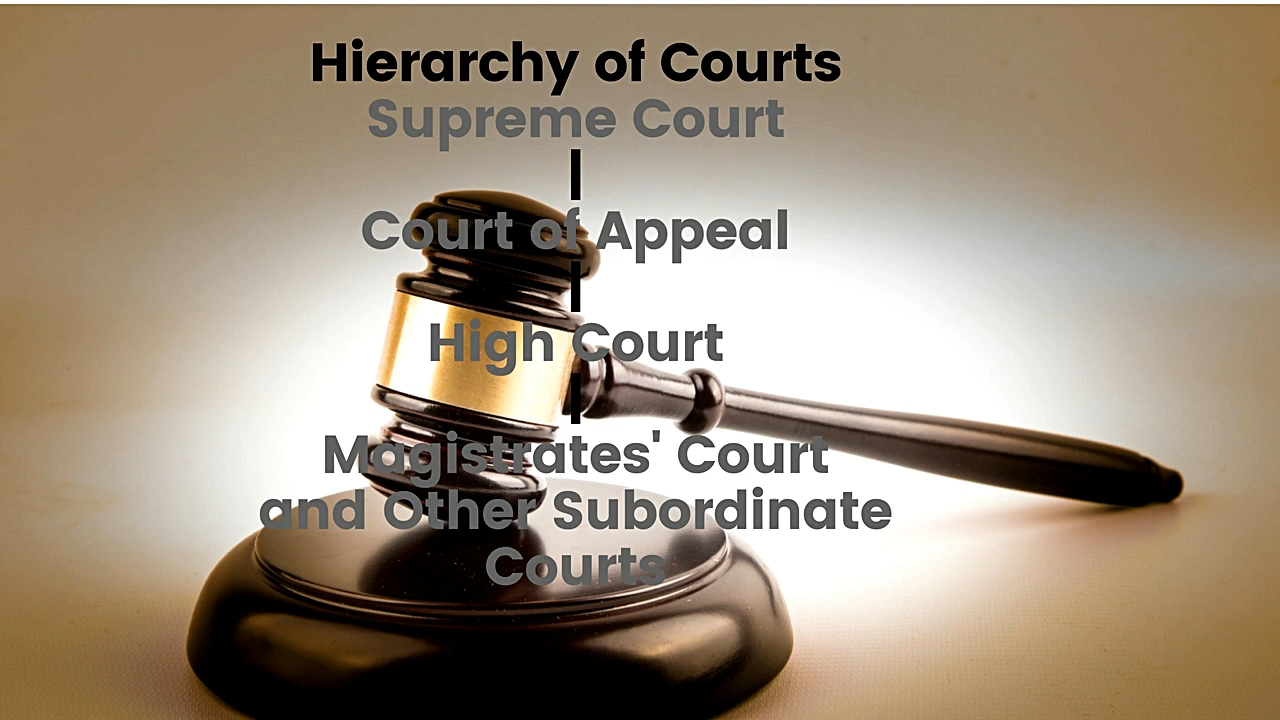 Hierarchy of Courts
Supreme Court
Court of Appeal
High Court
Magistrates' Court
and Other Subordinate
Courts